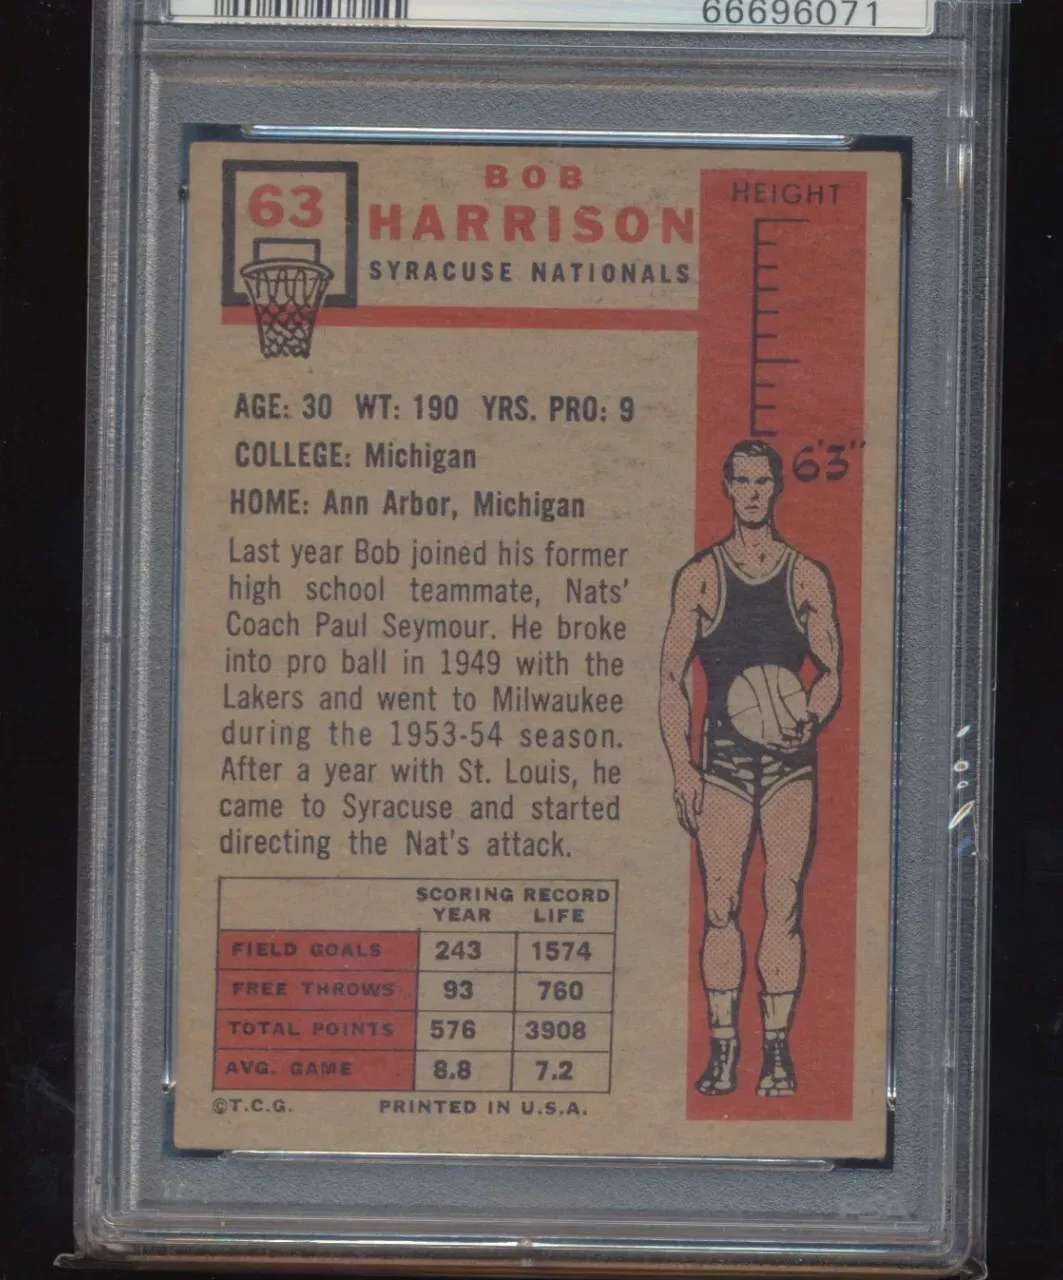 66696071
63
BOB
HARRISON
SYRACUSE NATIONALS
HEIGHT
6'3"
AGE: 30 WT: 190 YRS. PRO: 9
COLLEGE: Michigan
HOME: Ann Arbor, Michigan
Last year Bob joined his former
high school teammate, Nats'
Coach Paul Seymour. He broke
into pro ball in 1949 with the
Lakers and went to Milwaukee
during the 1953-54 season.
After a year with St. Louis, he
came to Syracuse and started
directing the Nat's attack.
SCORING RECORD
YEAR LIFE
FIELD GOALS 243 1574
FREE THROWS 93 760
TOTAL POINTS 576 3908
AVG. GAME 8.8 7.2
©T.C.G. PRINTED IN U.S.A.
PSA